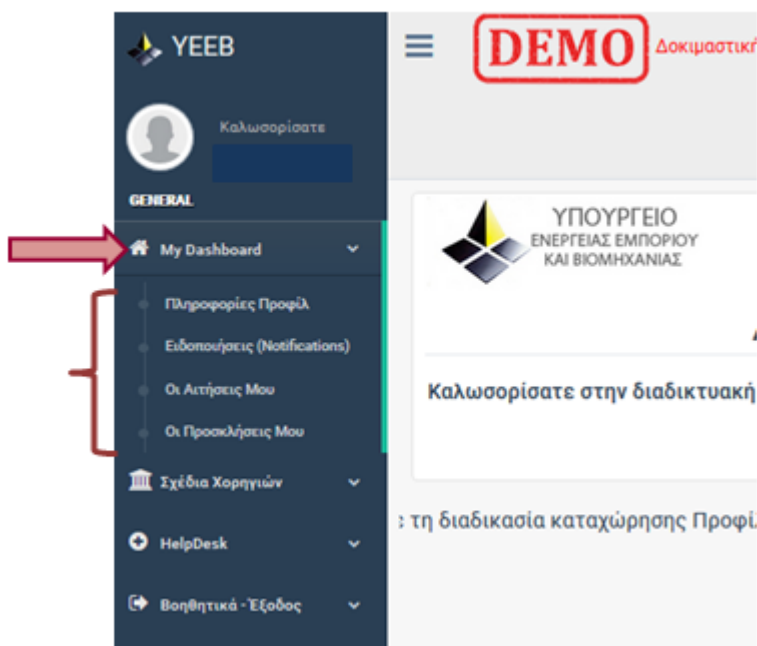 YEEB
Καλωσορίσατε
GENERAL
My Dashboard
Πληροφορίες Προφίλ
Ειδοποιήσεις (Notifications)
Οι Αιτήσεις Μου
Οι Προσκλήσεις Μου
Σχέδια Χορηγιών
HelpDesk
Βοηθητικά - Έξοδος
DEMO
Δοκιμαστική
ΥΠΟΥΡΓΕΙΟ
ΕΝΕΡΓΕΙΑΣ ΕΜΠΟΡΙΟΥ
ΚΑΙ ΒΙΟΜΗΧΑΝΙΑΣ
Καλωσορίσατε στην διαδικτυακή
τη διαδικασία καταχώρησης